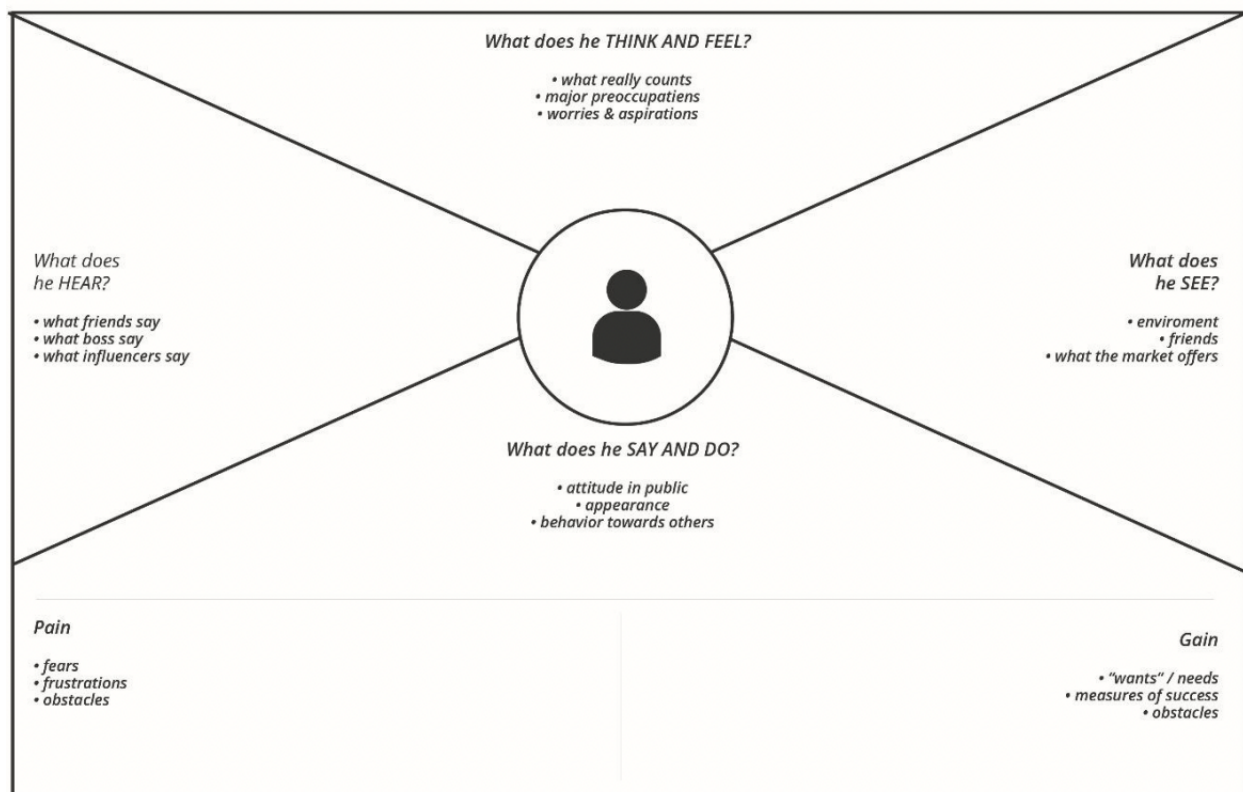 What does he THINK AND FEEL?
• what really counts
• major preoccupatiens
• worries & aspirations
What does
he HEAR?
• what friends say
• what boss say
• what influencers say
What does
he SEE?
• enviroment
• friends
• what the market offers
What does he SAY AND DO?
• attitude in public
• appearance
• behavior towards others
Pain
• fears
• frustrations
• obstacles
Gain
• “wants” / needs
• measures of success
• obstacles